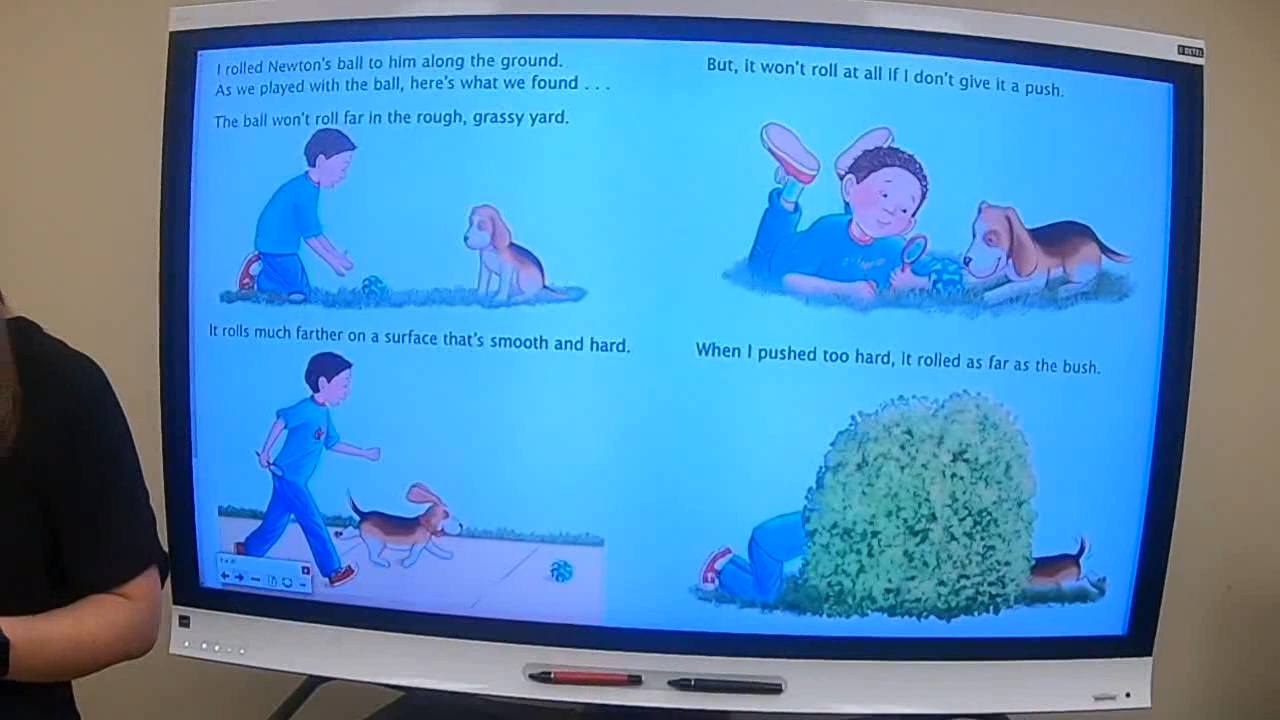 I rolled Newton's ball to him along the ground.
As we played with the ball, here's what we found . . .
The ball won't roll far in the rough, grassy yard.
It rolls much farther on a surface that's smooth and hard.
But, it won't roll at all if I don't give it a push.
When I pushed too hard, it rolled as far as the bush.